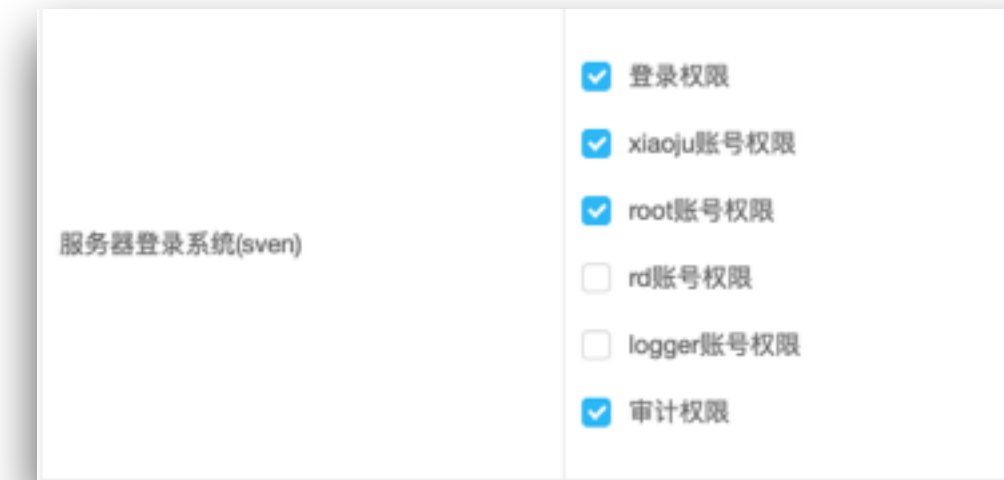 登录权限
xiaoju账号权限
root账号权限
服务器登录系统(sven)
rd账号权限
logger账号权限
审计权限